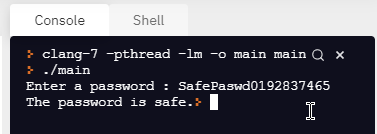 Console Shell
> clang-7 -pthread -lm -o main main
> ./main
Enter a password : SafePaswd0192837465
The password is safe.>